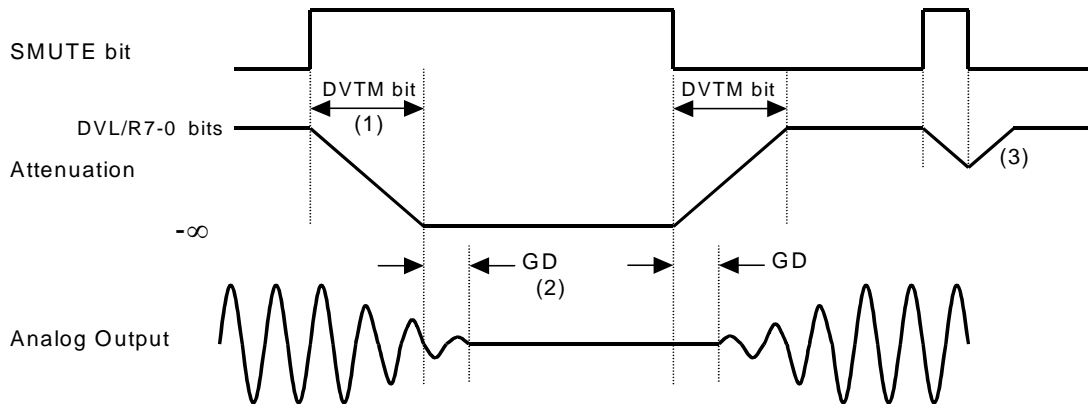 SMUTE bit
DVTM bit DVTM bit
(1)
DVL/R7-0 bits
(3)
Attenuation
-∞
GD GD
(2)
Analog Output